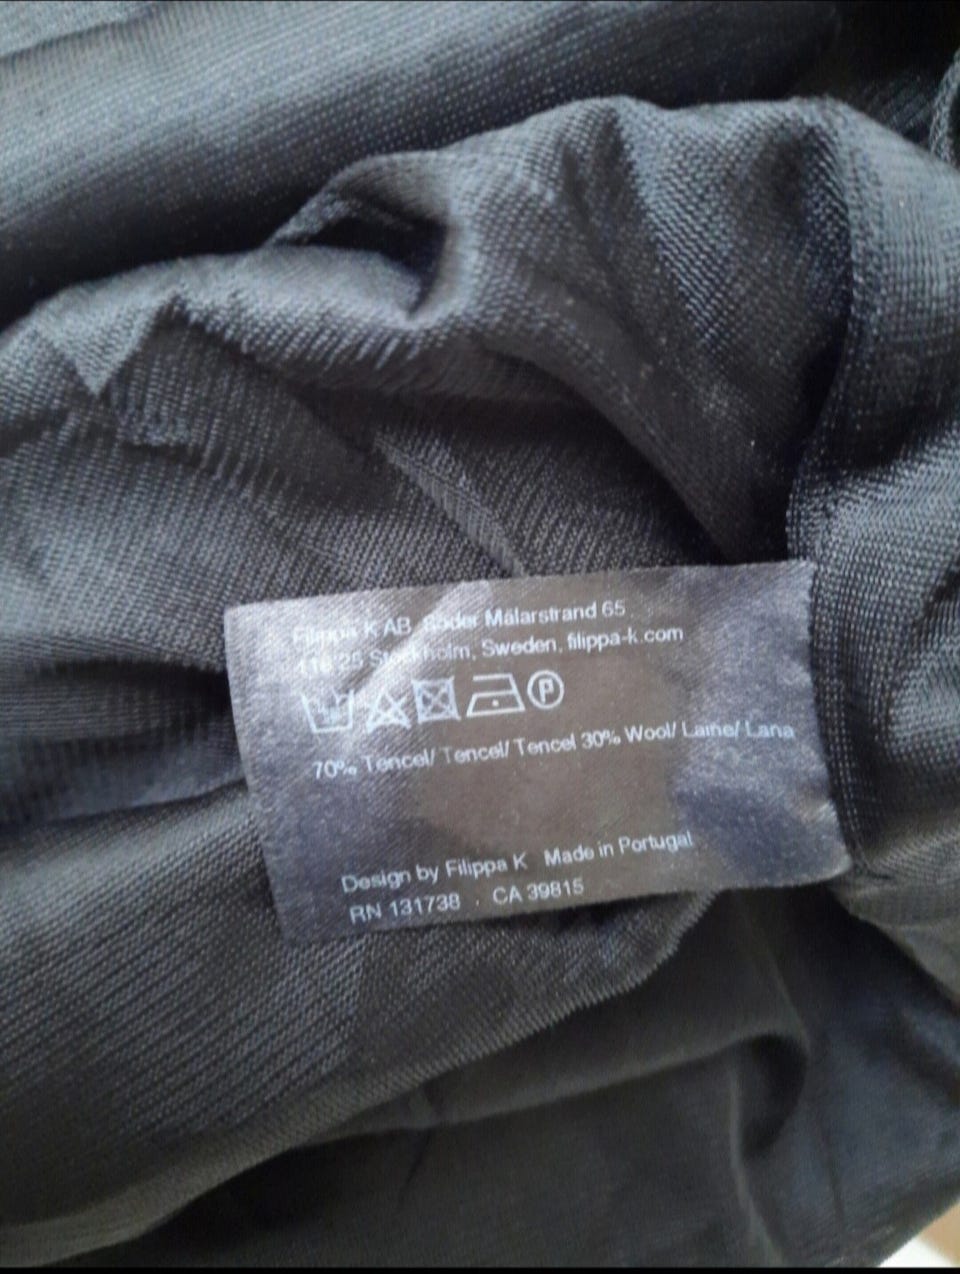 Filippa K AB, Söder Mälarstrand 65
Stockholm, Sweden, filippa-k.com
P
70% Tencel/ Tencel/ Tencel 30% Wool/ Laine/ Lana
Design by Filippa K Made in Portugal
RN 131738 . CA 39815